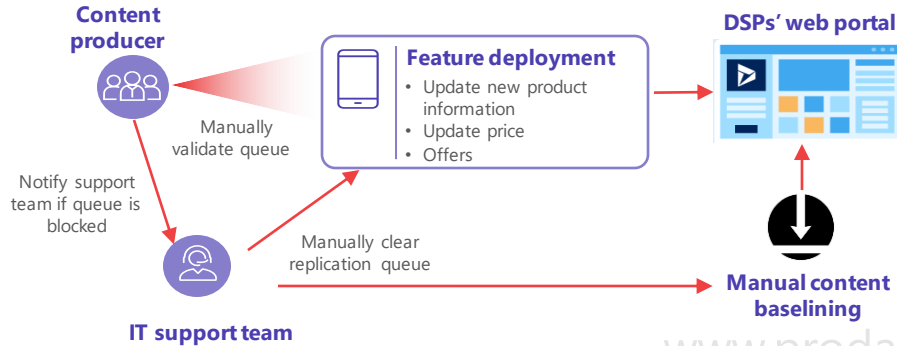 Content
producer
DSPs' web portal
Feature deployment
• Update new product
information
• Update price
• Offers
Manually
validate queue
Notify support
team if queue is
blocked
Manually clear
replication queue
Manual content
baselining
IT support team